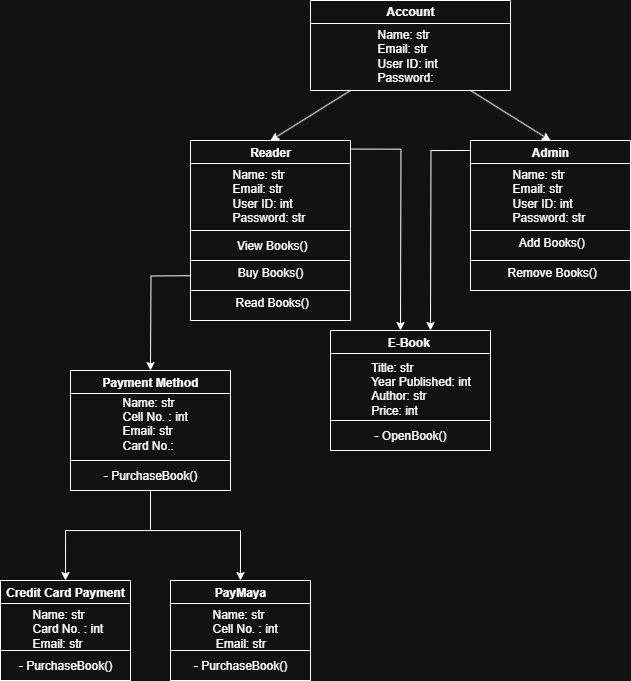 Account
Name: str
Email: str
User ID: int
Password:
Reader
Name: str
Email: str
User ID: int
Password: str
View Books()
Buy Books()
Read Books()
Admin
Name: str
Email: str
User ID: int
Password: str
Add Books()
Remove Books()
E-Book
Title: str
Year Published: int
Author: str
Price: int
- OpenBook()
Payment Method
Name: str
Cell No. : int
Email: str
Card No.:
- PurchaseBook()
Credit Card Payment
Name: str
Card No. : int
Email: str
- PurchaseBook()
PayMaya
Name: str
Cell No. : int
Email: str
- PurchaseBook()